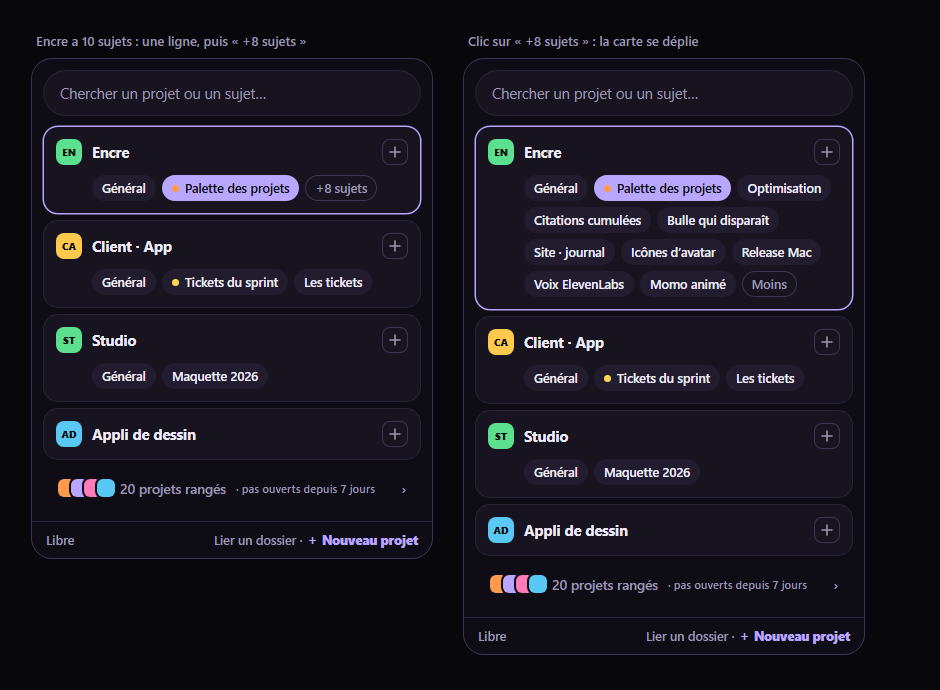 Encre a 10 sujets : une ligne, puis « +8 sujets »
Chercher un projet ou un sujet...
EN Encre +
Général Palette des projets +8 sujets
CA Client · App +
Général Tickets du sprint Les tickets
ST Studio +
Général Maquette 2026
AD Appli de dessin +
20 projets rangés · pas ouverts depuis 7 jours ›
Libre Lier un dossier · + Nouveau projet
Clic sur « +8 sujets » : la carte se déplie
Chercher un projet ou un sujet...
EN Encre +
Général Palette des projets Optimisation
Citations cumulées Bulle qui disparaît
Site · journal Icônes d’avatar Release Mac
Voix ElevenLabs Momo animé Moins
CA Client · App +
Général Tickets du sprint Les tickets
ST Studio +
Général Maquette 2026
AD Appli de dessin +
20 projets rangés · pas ouverts depuis 7 jours ›
Libre Lier un dossier · + Nouveau projet